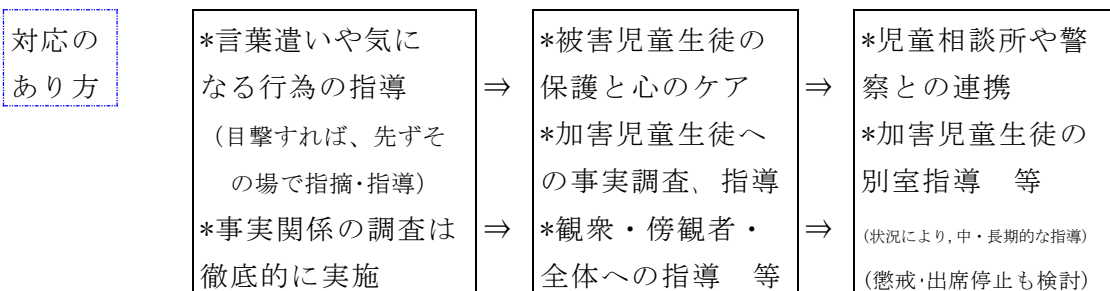 対応の
あり方
*言葉遣いや気に
なる行為の指導
(目撃すれば、先ずそ
の場で指摘･指導)
*事実関係の調査は
徹底的に実施
⇒
⇒
*被害児童生徒の
保護と心のケア
*加害児童生徒へ
の事実調査、指導
*観衆・傍観者・
全体への指導　等
⇒
⇒
*児童相談所や警
察との連携
*加害児童生徒の
別室指導　等
(状況により,中・長期的な指導)
(懲戒･出席停止も検討)